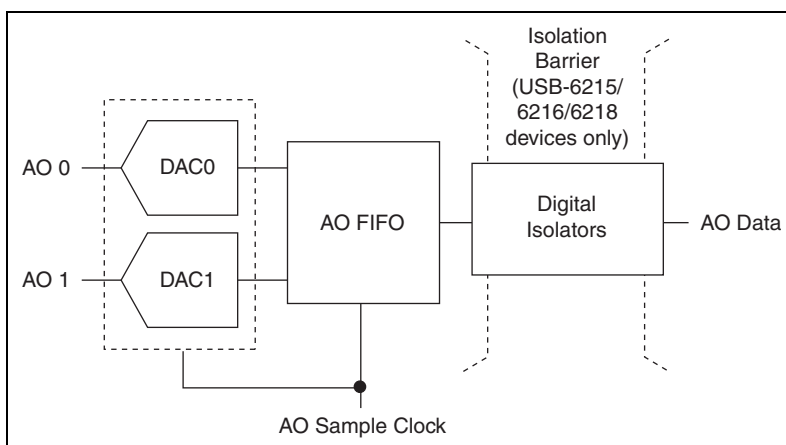 Isolation
Barrier
(USB-6215/
6216/6218
devices only)
AO 0
DAC0
AO FIFO
Digital
Isolators
AO Data
AO 1
DAC1
AO Sample Clock